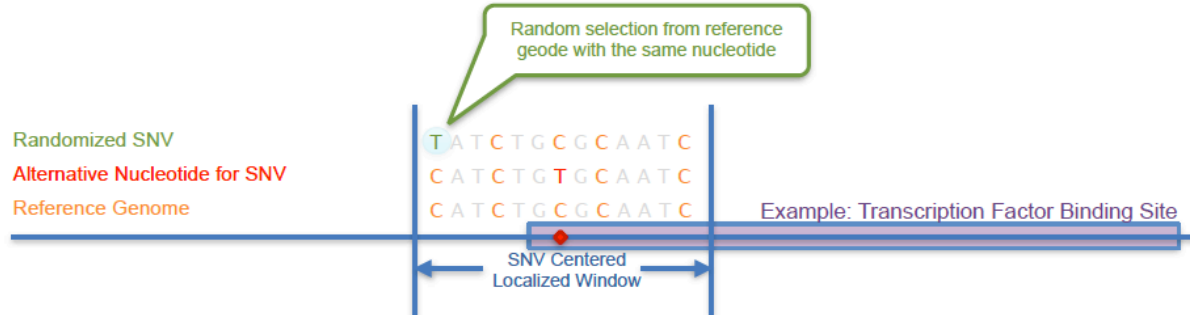 Random selection from reference
geode with the same nucleotide
Randomized SNV
T A T C T G C G C A A T C
Alternative Nucleotide for SNV
C A T C T G T G C A A T C
Reference Genome
C A T C T G C G C A A T C
Example: Transcription Factor Binding Site
SNV Centered
Localized Window